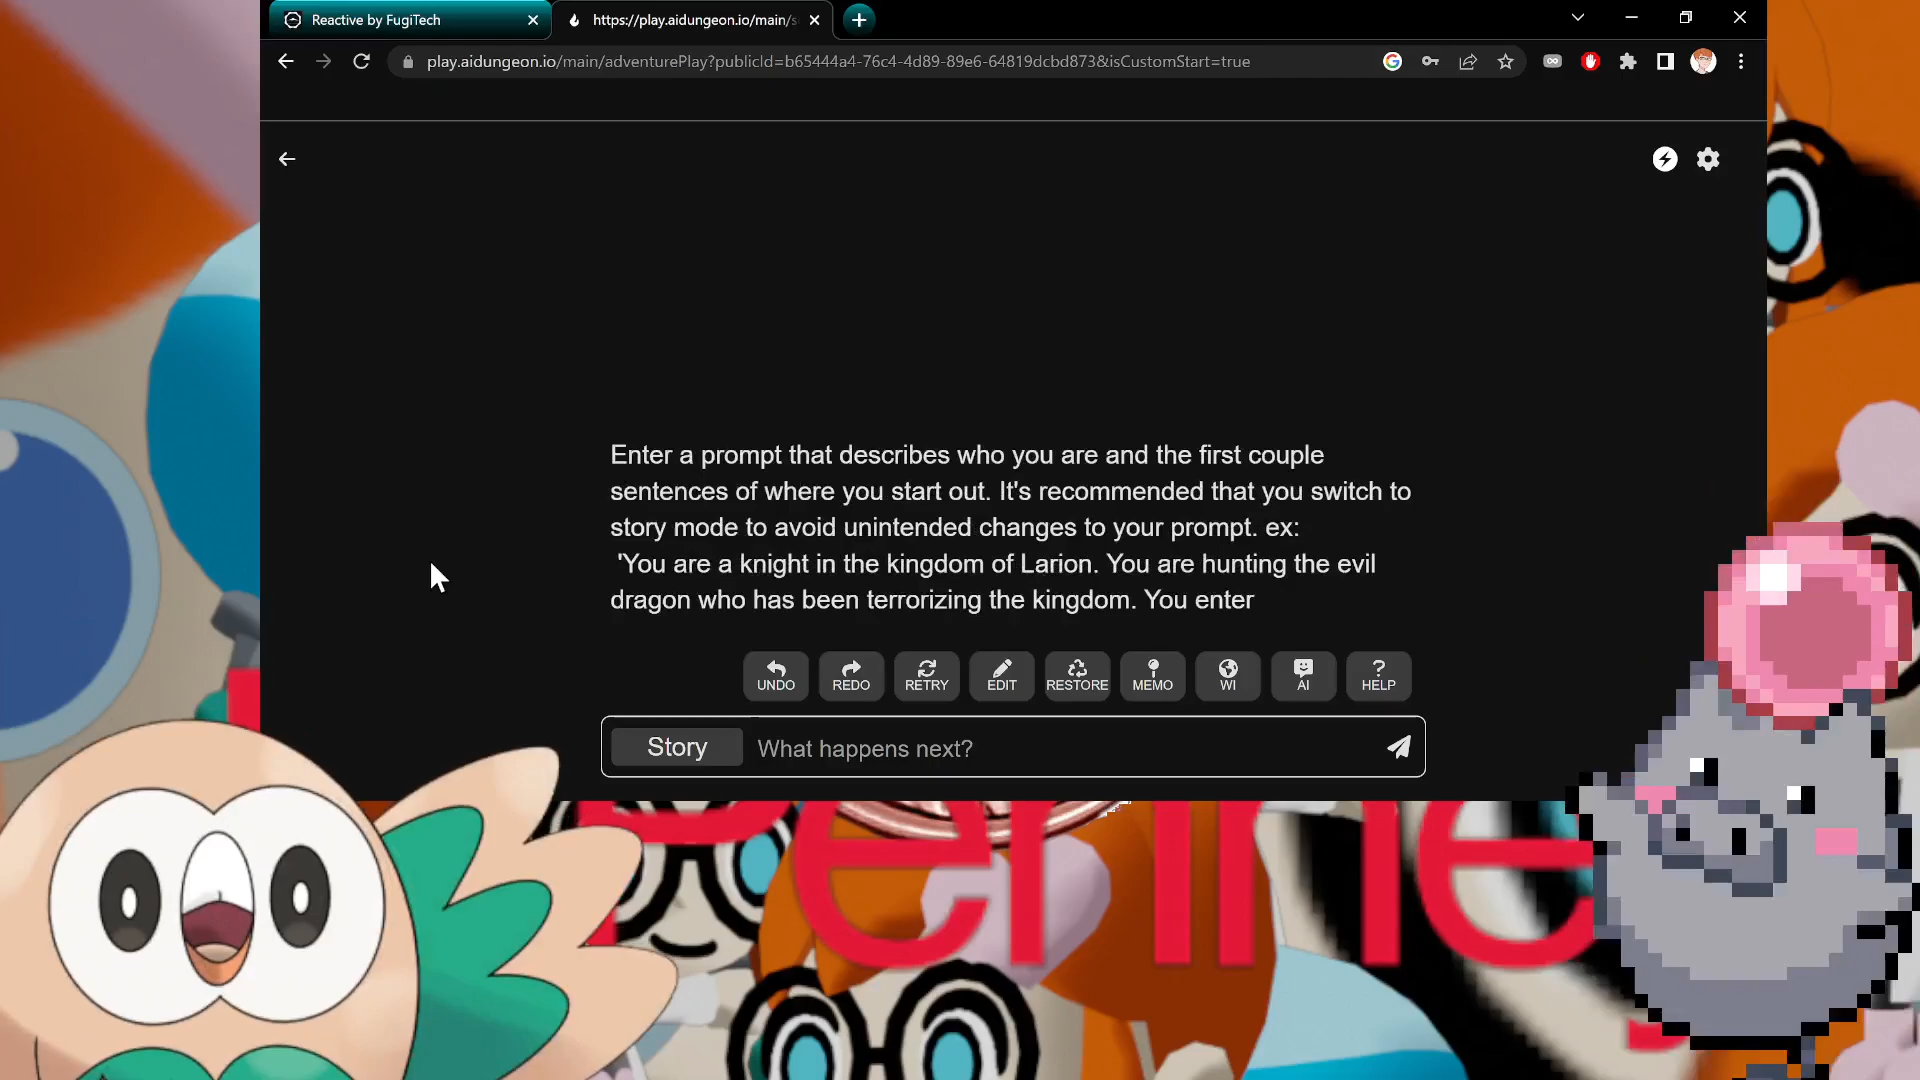 Reactive by FugiTech
https://play.aidungeon.io/main/s
play.aidungeon.io/main/adventurePlay?publicId=b65444a4-76c4-4d89-89e6-64819dcbd873&isCustomStart=true
Enter a prompt that describes who you are and the first couple
sentences of where you start out. It's recommended that you switch to
story mode to avoid unintended changes to your prompt. ex:
'You are a knight in the kingdom of Larion. You are hunting the evil
dragon who has been terrorizing the kingdom. You enter
UNDO
REDO
RETRY
EDIT
RESTORE
MEMO
WI
AI
? HELP
Story
What happens next?